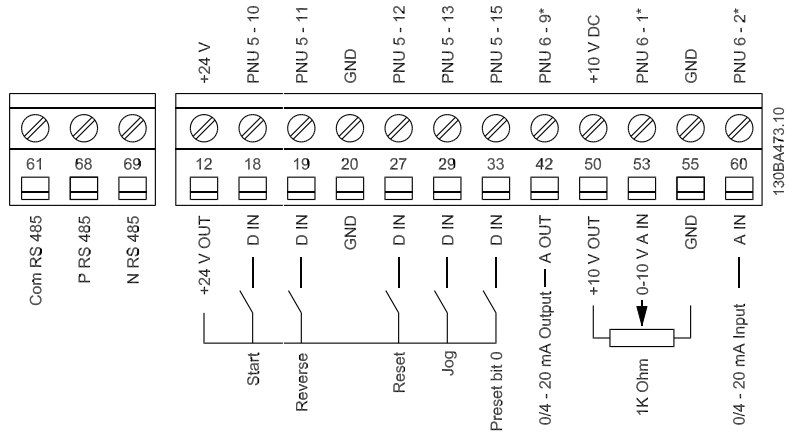 +24 V
PNU 5 - 10
PNU 5 - 11
GND
PNU 5 - 12
PNU 5 - 13
PNU 5 - 15
PNU 6 - 9*
+10 V DC
PNU 6 - 1*
GND
PNU 6 - 2*
61 68 69
12 18 19 20 27 29 33 42 50 53 55 60
130BA473.10
Com RS 485
P RS 485
N RS 485
+24 V OUT
D IN
D IN
GND
D IN
D IN
D IN
A OUT
+10 V OUT
0-10 V A IN
GND
A IN
Start
Reverse
Reset
Jog
Preset bit 0
0/4 - 20 mA Output
1K Ohm
0/4 - 20 mA Input